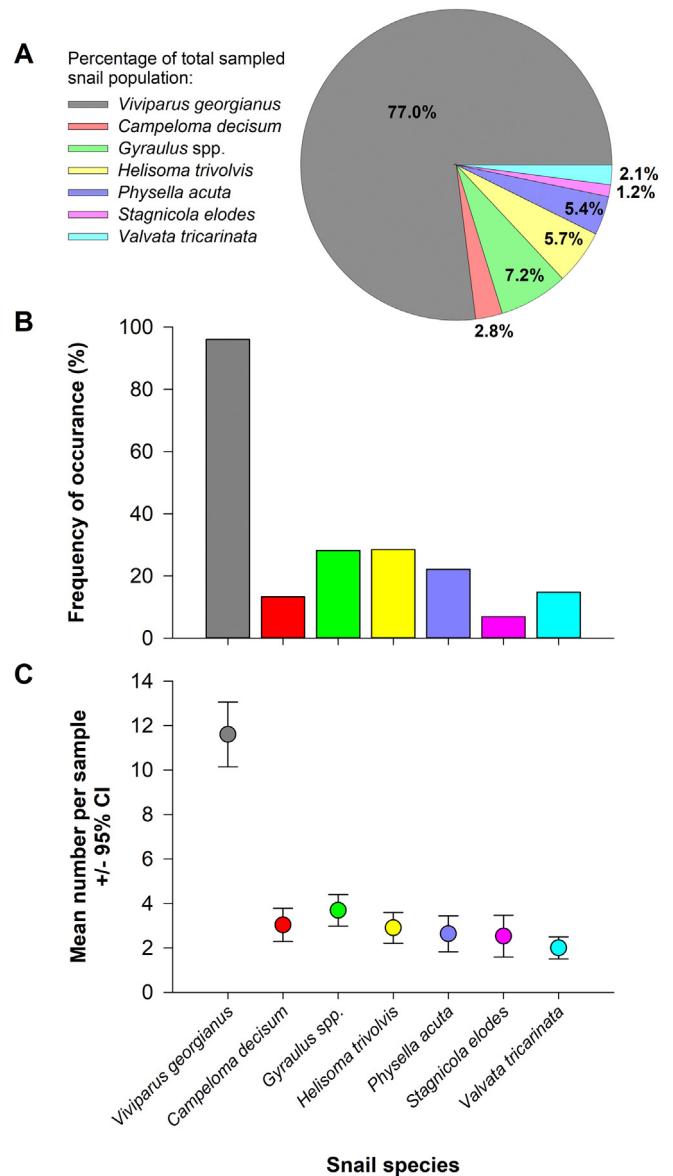 A
Percentage of total sampled
snail population:
Viviparus georgianus
Campeloma decisum
Gyraulus spp.
Helisoma trivolvis
Physella acuta
Stagnicola elodes
Valvata tricarinata
77.0%
2.1%
1.2%
5.4%
5.7%
7.2%
2.8%
B
Frequency of occurance (%)
100
80
60
40
20
0
C
Mean number per sample
+/- 95% CI
14
12
10
8
6
4
2
0
Viviparus georgianus
Campeloma decisum
Gyraulus spp.
Helisoma trivolvis
Physella acuta
Stagnicola elodes
Valvata tricarinata
Snail species